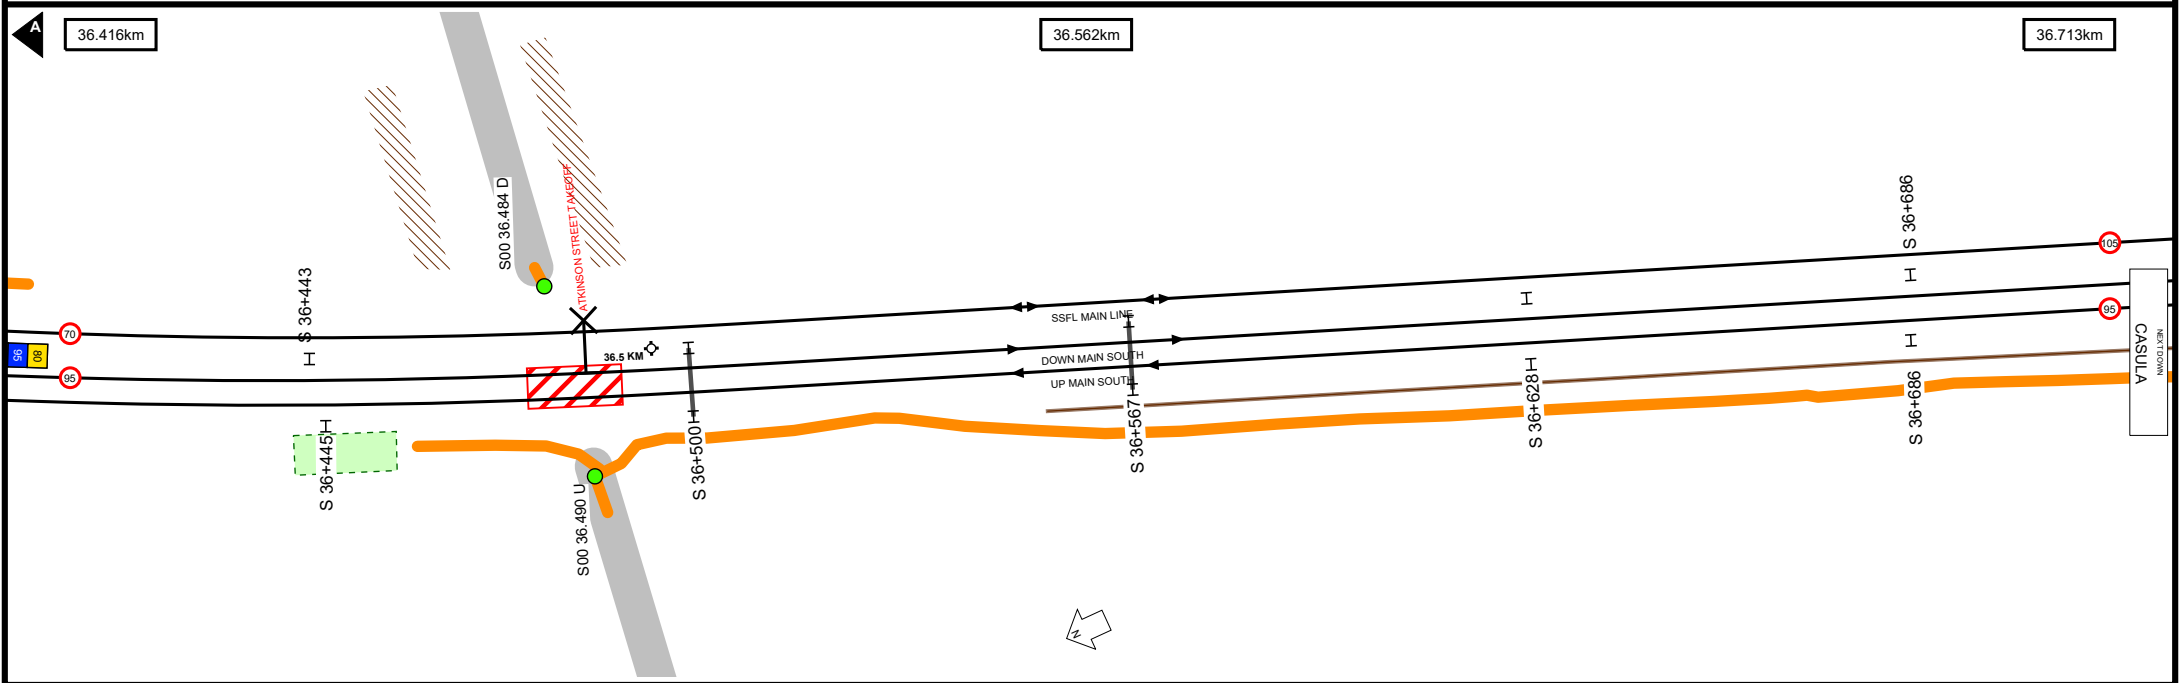 A
36.416km
36.562km
36.713km
S00 36.484 D
ATKINSON STREET TAKEOFF
S 36+686
105
S 36+443
SSFL MAIN LINE
70
95
80
36.5 KM
DOWN MAIN SOUTH
95
NEXT DOWN
CASULA
95
UP MAIN SOUTH
S 36+445
S 36+500
S 36+567
S 36+628
S 36+686
S00 36.490 U
N